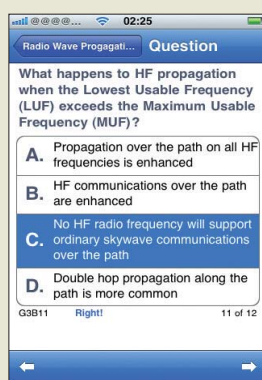 @@@@... 02:25
Radio Wave Progagati... Question
What happens to HF propagation
when the Lowest Usable Frequency
(LUF) exceeds the Maximum Usable
Frequency (MUF)?
A. Propagation over the path on all HF
frequencies is enhanced
B. HF communications over the path
are enhanced
C. No HF radio frequency will support
ordinary skywave communications
over the path
D. Double hop propagation along the
path is more common
G3B11 Right! 11 of 12